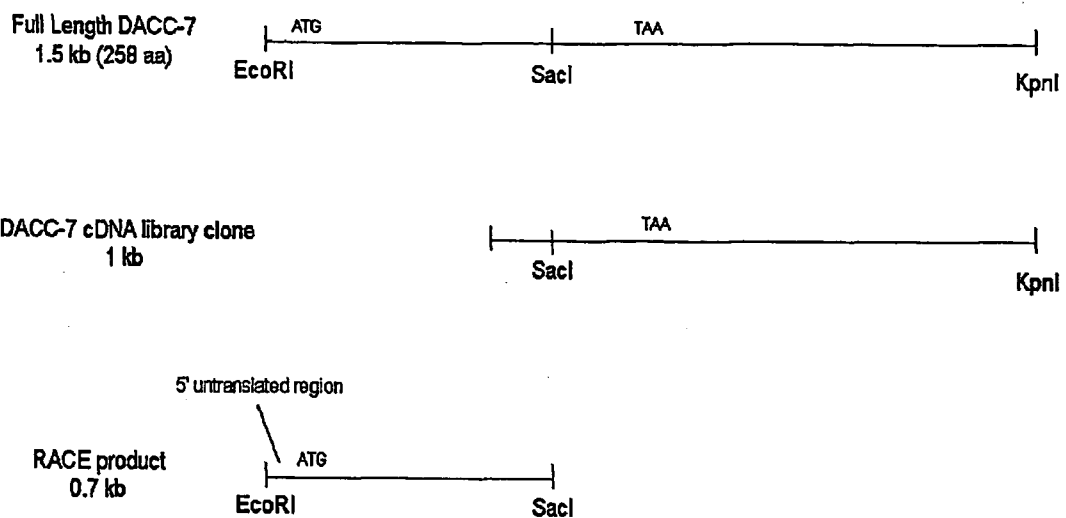 Full Length DACC-7
1.5 kb (258 aa)
ATG
TAA
EcoRI
SacI
KpnI
DACC-7 cDNA library clone
1 kb
TAA
SacI
KpnI
5' untranslated region
RACE product
0.7 kb
ATG
EcoRI
SacI